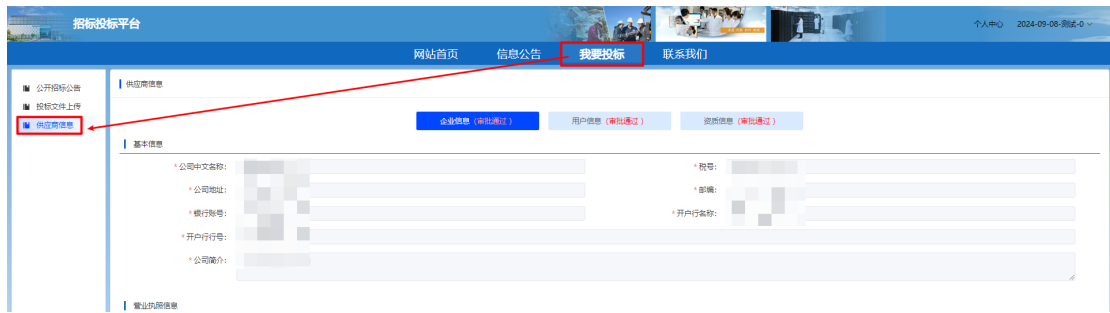 招标投标平台
个人中心 2024-09-08-测试-0
网站首页 信息公告 我要投标 联系我们
公开招标公告
投标文件上传
供应商信息
供应商信息
企业信息（审批通过） 用户信息（审批通过） 资质信息（审批通过）
基本信息
*公司中文名称: *税号:
*公司地址: *邮编:
*银行账号: *开户行名称:
*开户行行号:
*公司简介:
营业执照信息